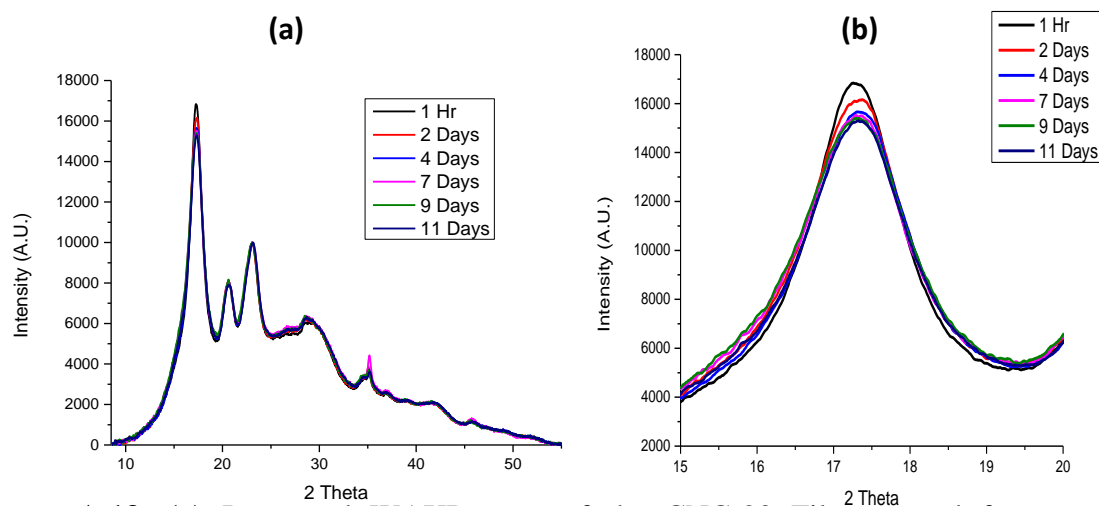 (a)
18000
16000
14000
12000
10000
8000
6000
4000
2000
0
Intensity (A.U.)
10 20 30 40 50
2 Theta
1 Hr
2 Days
4 Days
7 Days
9 Days
11 Days
(b)
18000
16000
14000
12000
10000
8000
6000
4000
2000
Intensity (A.U.)
15 16 17 18 19 20
2 Theta
1 Hr
2 Days
4 Days
7 Days
9 Days
11 Days